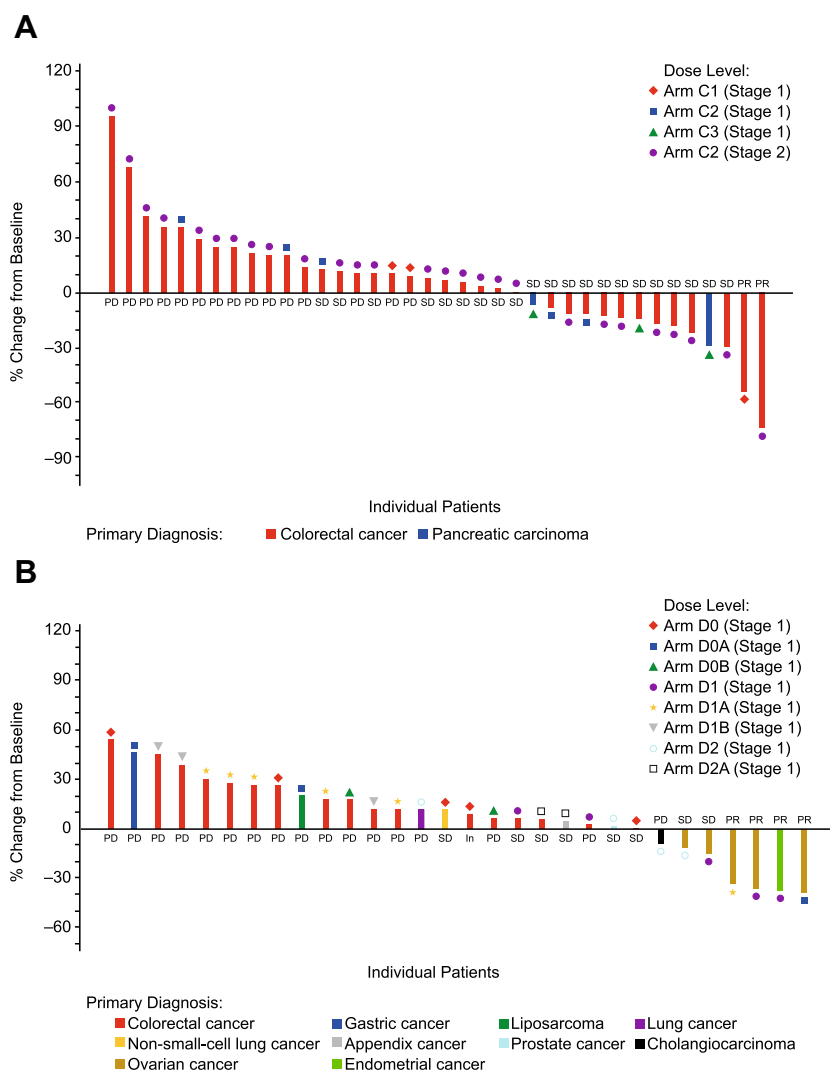 A
120
90
60
30
0
–30
–60
–90
% Change from Baseline
Dose Level:
Arm C1 (Stage 1)
Arm C2 (Stage 1)
Arm C3 (Stage 1)
Arm C2 (Stage 2)
SD SD SD SD SD SD SD SD SD SD SD SD PR PR
PD PD PD PD PD PD PD PD PD PD PD PD SD SD PD SD PD PD SD SD SD SD SD SD
Individual Patients
Primary Diagnosis: Colorectal cancer Pancreatic carcinoma
B
120
90
60
30
0
–30
–60
% Change from Baseline
Dose Level:
Arm D0 (Stage 1)
Arm D0A (Stage 1)
Arm D0B (Stage 1)
Arm D1 (Stage 1)
Arm D1A (Stage 1)
Arm D1B (Stage 1)
Arm D2 (Stage 1)
Arm D2A (Stage 1)
PD SD SD PR PR PR PR
PD PD PD PD PD PD PD PD PD PD PD PD PD PD SD In PD SD SD SD PD SD SD
Individual Patients
Primary Diagnosis:
Colorectal cancer Gastric cancer Liposarcoma Lung cancer
Non-small-cell lung cancer Appendix cancer Prostate cancer Cholangiocarcinoma
Ovarian cancer Endometrial cancer